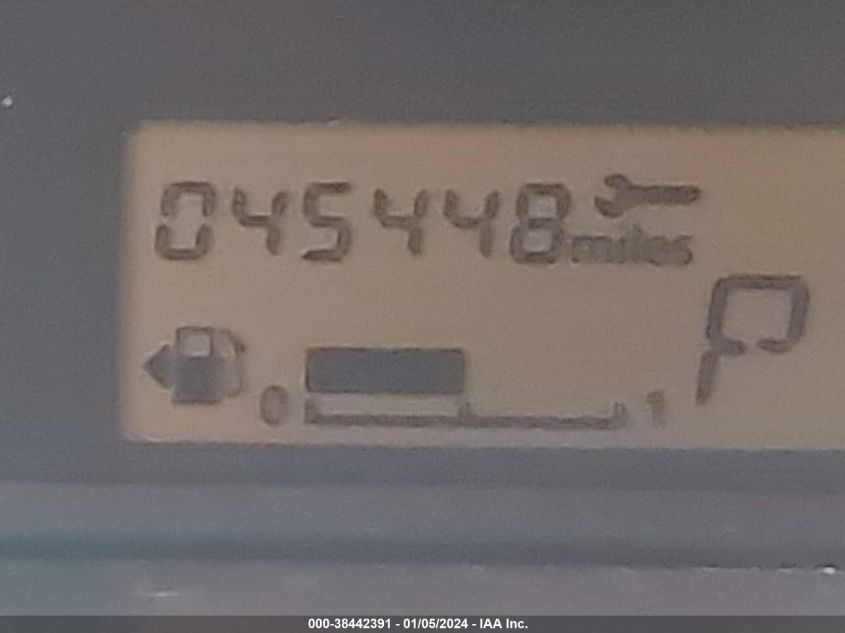 045448 miles
P
0 1
000-38442391 - 01/05/2024 - IAA Inc.